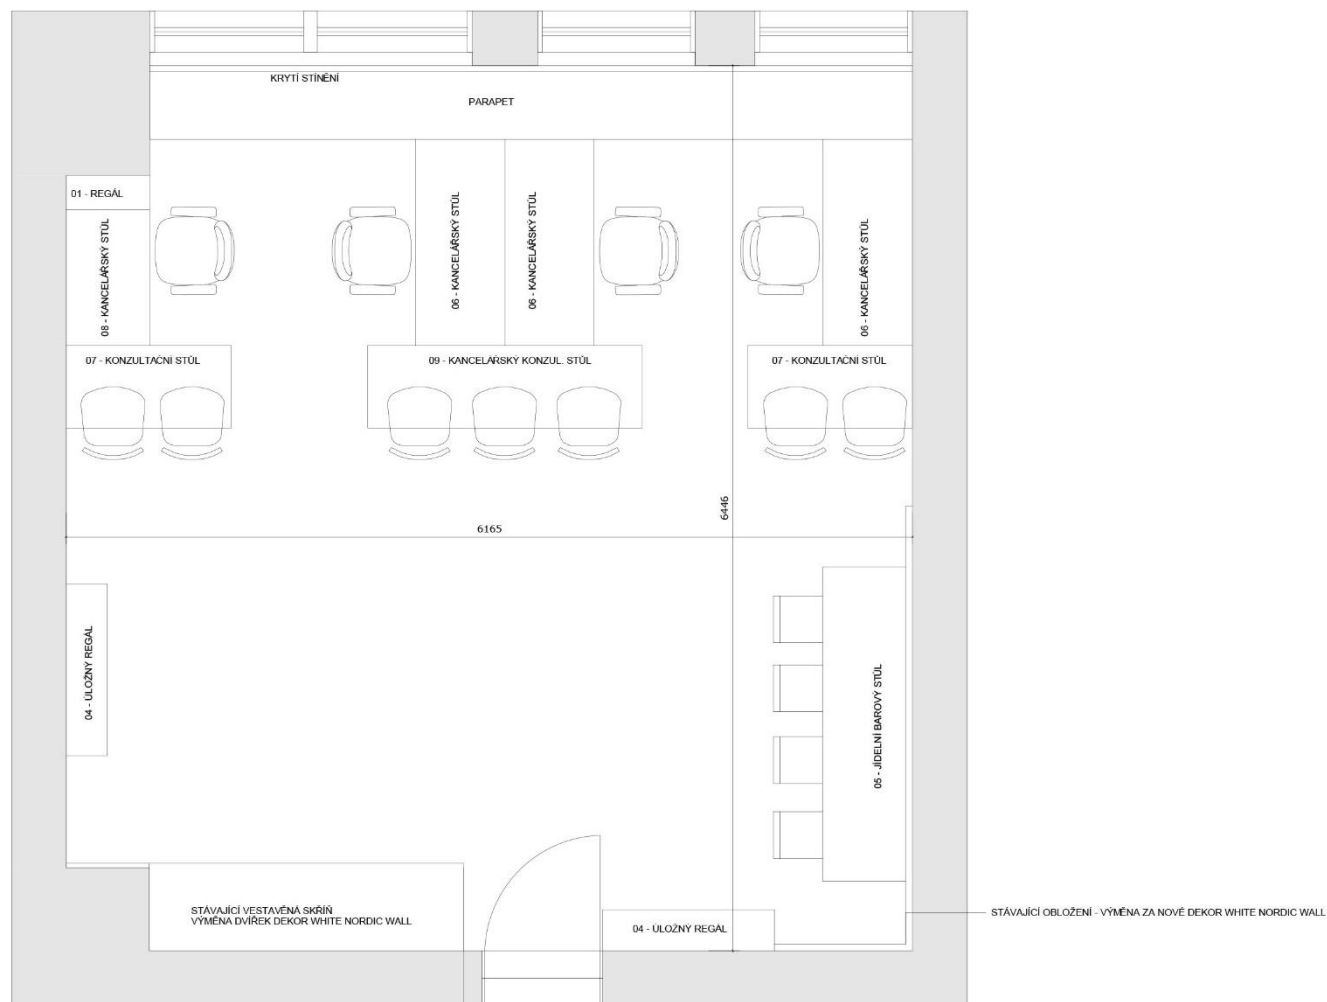 KRYTÍ STÍNĚNÍ
PARAPET
01 - REGÁL
08 - KANCELÁŘSKÝ STŮL
06 - KANCELÁŘSKÝ STŮL
06 - KANCELÁŘSKÝ STŮL
06 - KANCELÁŘSKÝ STŮL
07 - KONZULTAČNÍ STŮL
09 - KANCELÁŘSKÝ KONZUL. STŮL
07 - KONZULTAČNÍ STŮL
6446
6165
04 - ÚLOŽNÝ REGÁL
05 - JÍDELNÍ BAROVÝ STŮL
STÁVAJÍCÍ VESTAVĚNÁ SKŘÍŇ
VÝMĚNA DVÍŘEK DEKOR WHITE NORDIC WALL
04 - ÚLOŽNÝ REGÁL
STÁVAJÍCÍ OBLOŽENÍ - VÝMĚNA ZA NOVÉ DEKOR WHITE NORDIC WALL